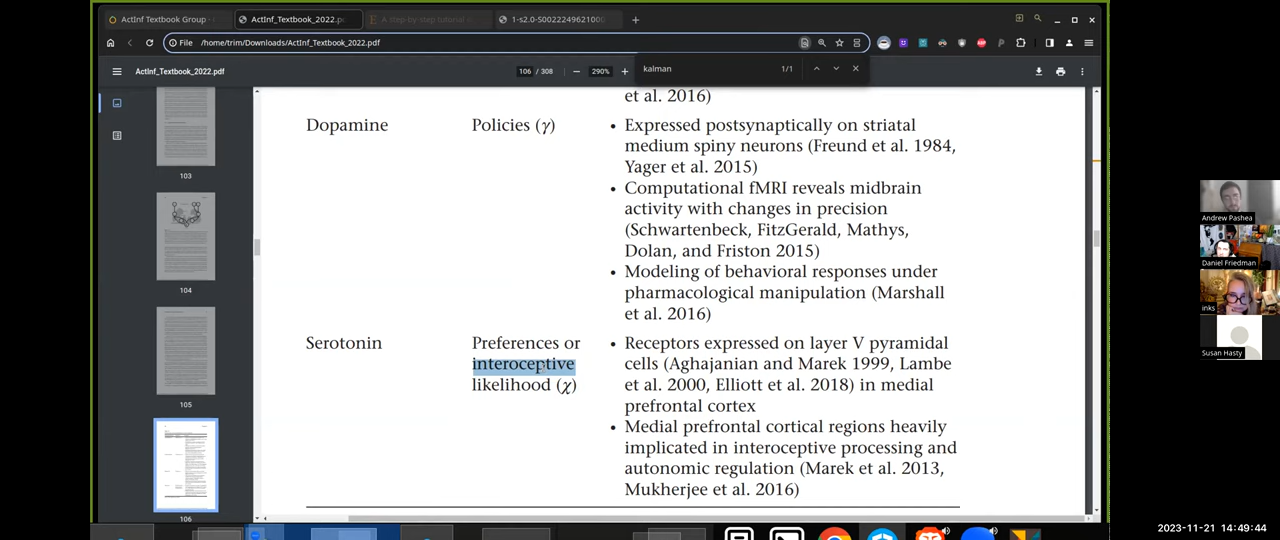 ActInf Textbook Group -
ActInf_Textbook_2022.pc
A step-by-step tutorial
1-s2.0-S0022249621000
File
/home/trim/Downloads/ActInf_Textbook_2022.pdf
ActInf_Textbook_2022.pdf
106 / 308
290%
kalman
1/1
103
104
105
106
et al. 2016)
Dopamine
Policies (γ)
• Expressed postsynaptically on striatal
medium spiny neurons (Freund et al. 1984,
Yager et al. 2015)
• Computational fMRI reveals midbrain
activity with changes in precision
(Schwartenbeck, FitzGerald, Mathys,
Dolan, and Friston 2015)
• Modeling of behavioral responses under
pharmacological manipulation (Marshall
et al. 2016)
Serotonin
Preferences or
interoceptive
likelihood (χ)
• Receptors expressed on layer V pyramidal
cells (Aghajanian and Marek 1999, Lambe
et al. 2000, Elliott et al. 2018) in medial
prefrontal cortex
• Medial prefrontal cortical regions heavily
implicated in interoceptive processing and
autonomic regulation (Marek et al. 2013,
Mukherjee et al. 2016)
Andrew Pashea
Daniel Friedman
inks
Susan Hasty
2023-11-21 14:49:44